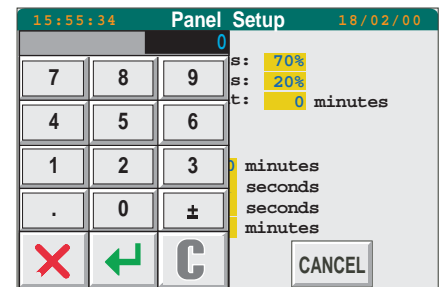 15:55:34 Panel Setup 18/02/00
0
s: 70%
7 8 9 s: 20%
t: 0 minutes
4 5 6
1 2 3 0 minutes
seconds
. 0 ± seconds
minutes
C CANCEL